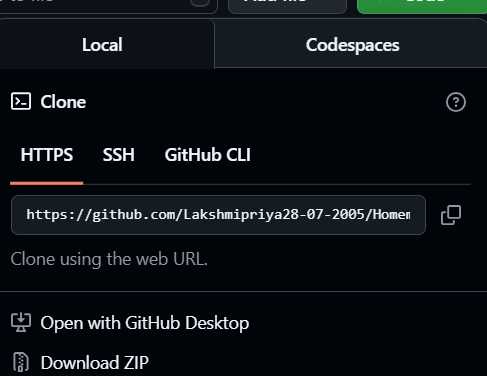 Local
Codespaces
Clone
HTTPS
SSH
GitHub CLI
https://github.com/Lakshmipriya28-07-2005/Homem
Clone using the web URL.
Open with GitHub Desktop
Download ZIP